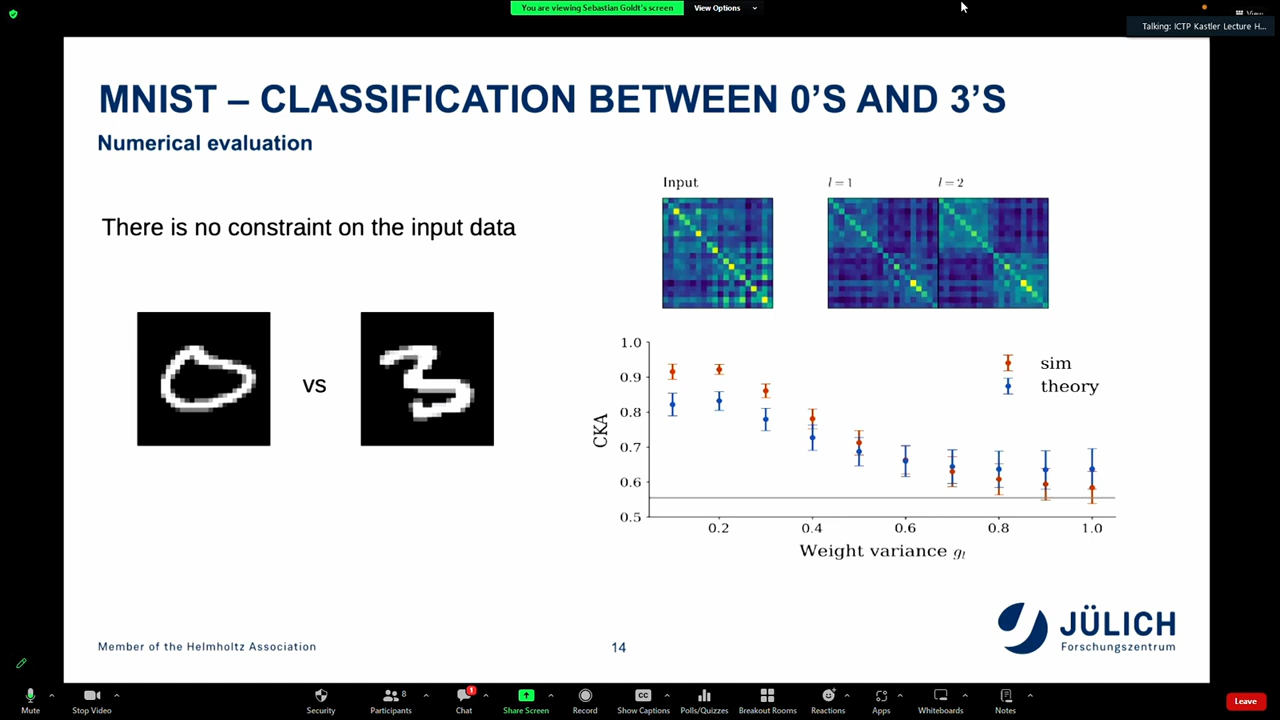 You are viewing Sebastian Goldt's screen
View Options
View
Talking: ICTP Kastler Lecture H...
MNIST – CLASSIFICATION BETWEEN 0'S AND 3'S
Numerical evaluation
There is no constraint on the input data
vs
Input
l = 1
l = 2
1.0
0.9
0.8
0.7
0.6
0.5
CKA
sim
theory
0.2 0.4 0.6 0.8 1.0
Weight variance gₗ
Member of the Helmholtz Association
14
JÜLICH
Forschungszentrum
Mute
Stop Video
Security
8
Participants
1
Chat
Share Screen
Record
CC
Show Captions
Polls/Quizzes
Breakout Rooms
Reactions
Apps
Whiteboards
Notes
Leave